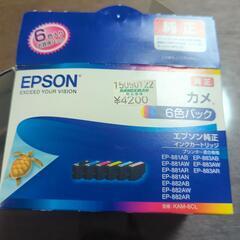 6色パック
純正
EPSON
EXCEED YOUR VISION
15090122
¥4200
純正
カメ
6色パック
エプソン純正
インクカートリッジ
EP-881AB EP-883AB
EP-881AW EP-883AW
EP-881AR EP-883AR
EP-881AN
EP-882AB
EP-882AW
EP-882AR
型番 KAM-6CL